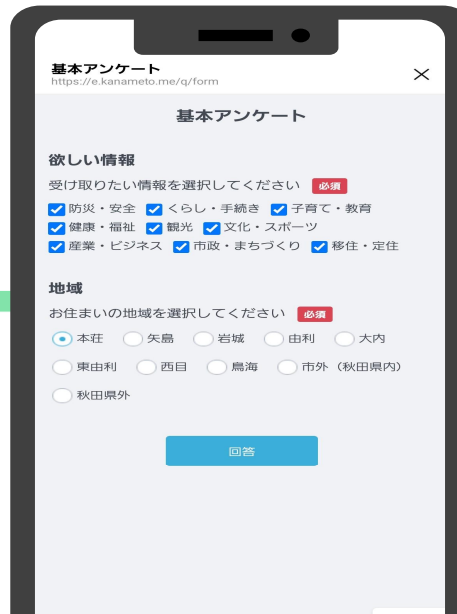 基本アンケート
https://e.kanameto.me/q/form
基本アンケート
欲しい情報
受け取りたい情報を選択してください 必須
防災・安全 くらし・手続き 子育て・教育
健康・福祉 観光 文化・スポーツ
産業・ビジネス 市政・まちづくり 移住・定住
地域
お住まいの地域を選択してください 必須
本荘 矢島 岩城 由利 大内
東由利 西目 鳥海 市外（秋田県内）
秋田県外
回答